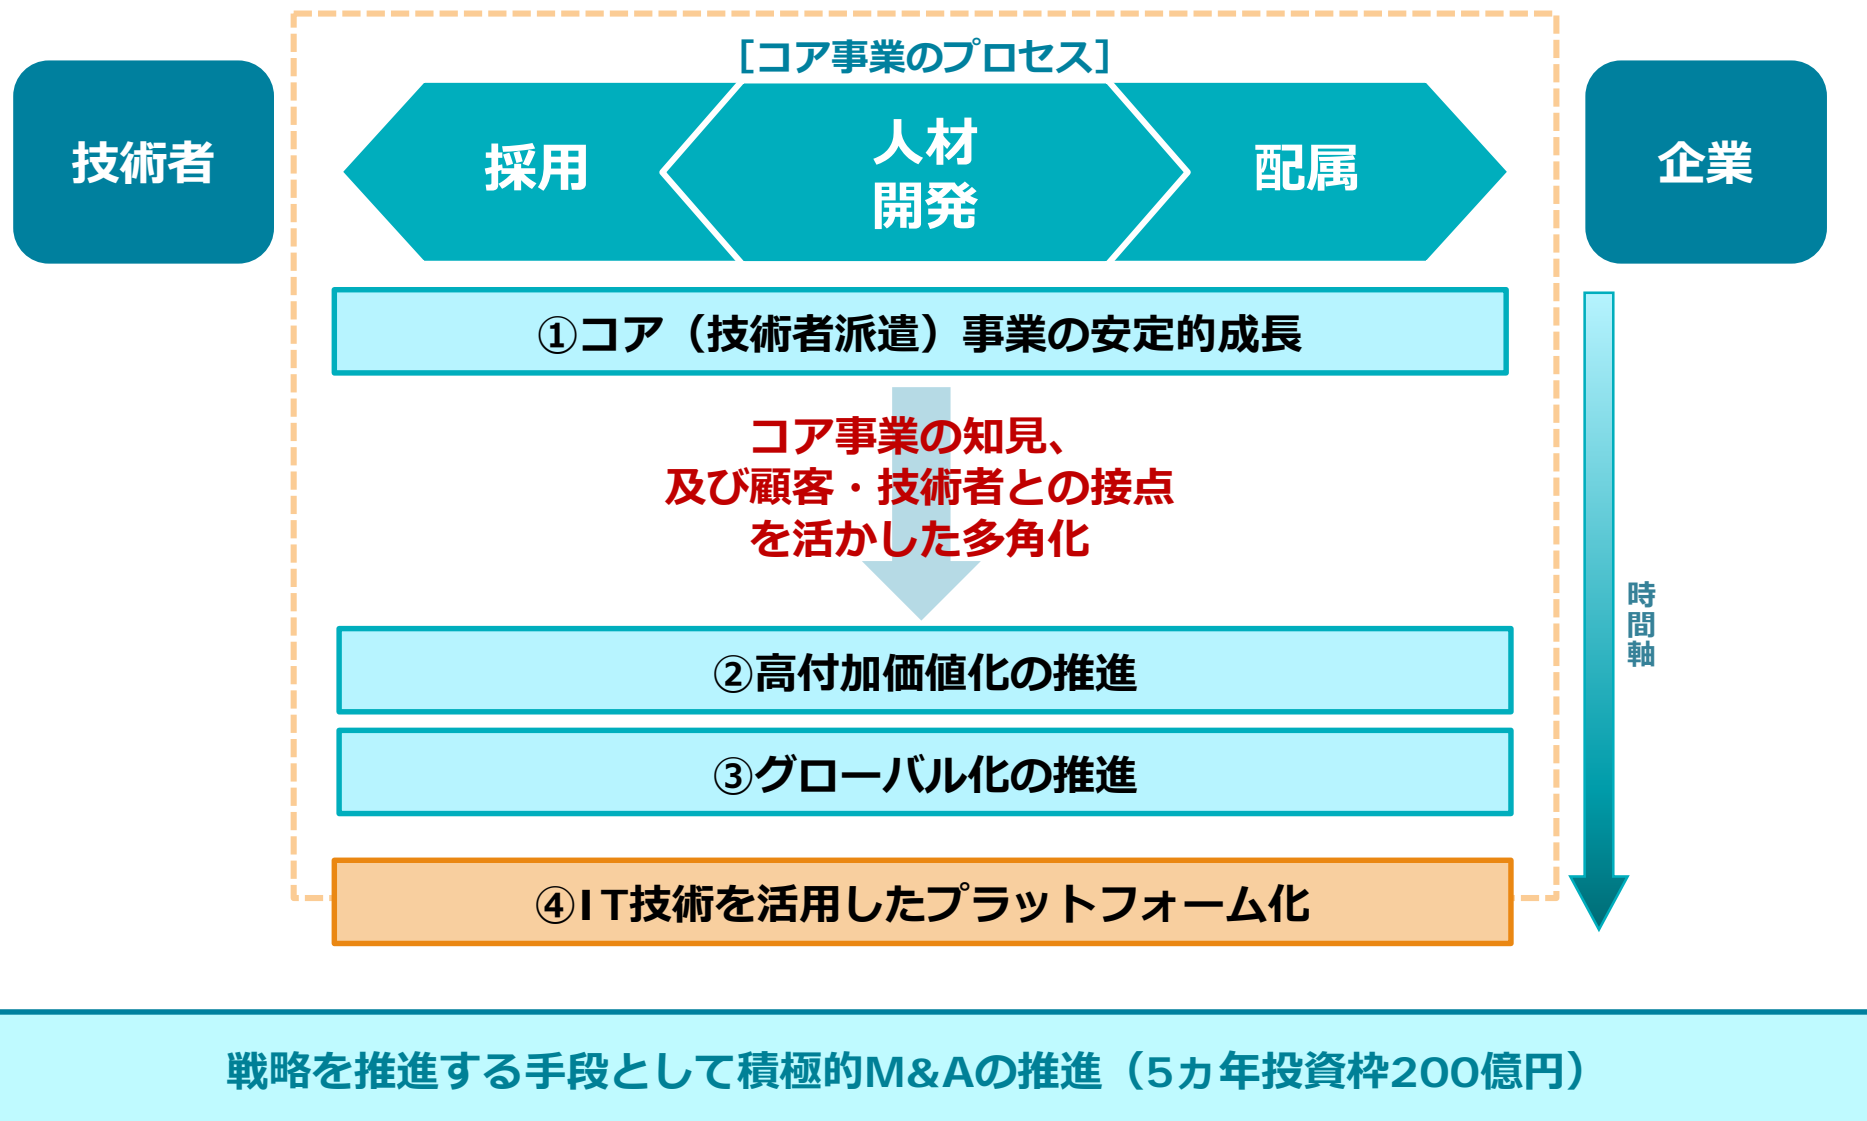 ［コア事業のプロセス］
技術者
採用
人材
開発
配属
企業
①コア（技術者派遣）事業の安定的成長
コア事業の知見、
及び顧客・技術者との接点
を活かした多角化
時間軸
②高付加価値化の推進
③グローバル化の推進
④IT技術を活用したプラットフォーム化
戦略を推進する手段として積極的M&Aの推進（5ヵ年投資枠200億円）